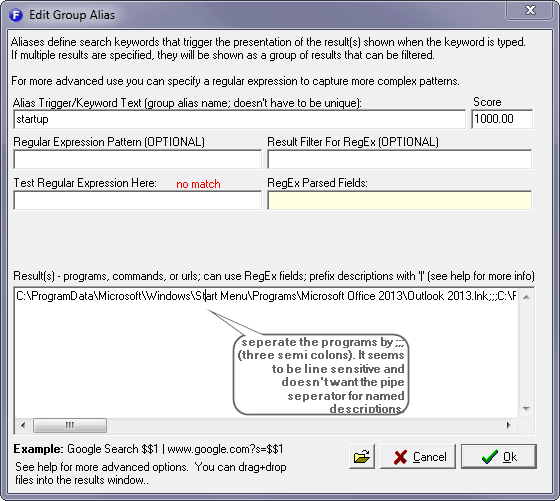 Edit Group Alias
Aliases define search keywords that trigger the presentation of the result(s) shown when the keyword is typed.
If multiple results are specified, they will be shown as a group of results that can be filtered.
For more advanced use you can specify a regular expression to capture more complex patterns.
Alias Trigger/Keyword Text (group alias name; doesn't have to be unique):
Score
startup
1000.00
Regular Expression Pattern (OPTIONAL)
Result Filter For RegEx (OPTIONAL)
Test Regular Expression Here:
no match
RegEx Parsed Fields:
Result(s) - programs, commands, or urls; can use RegEx fields; prefix descriptions with '|' (see help for more info)
C:\ProgramData\Microsoft\Windows\Start Menu\Programs\Microsoft Office 2013\Outlook 2013.lnk;;;C:\F
seperate the programs by ;;;
(three semi colons). It seems
to be line sensitive and
doesn't want the pipe
seperator for named
descriptions
Example: Google Search $$1 | www.google.com?s=$$1
See help for more advanced options. You can drag+drop
files into the results window..
Cancel
Ok